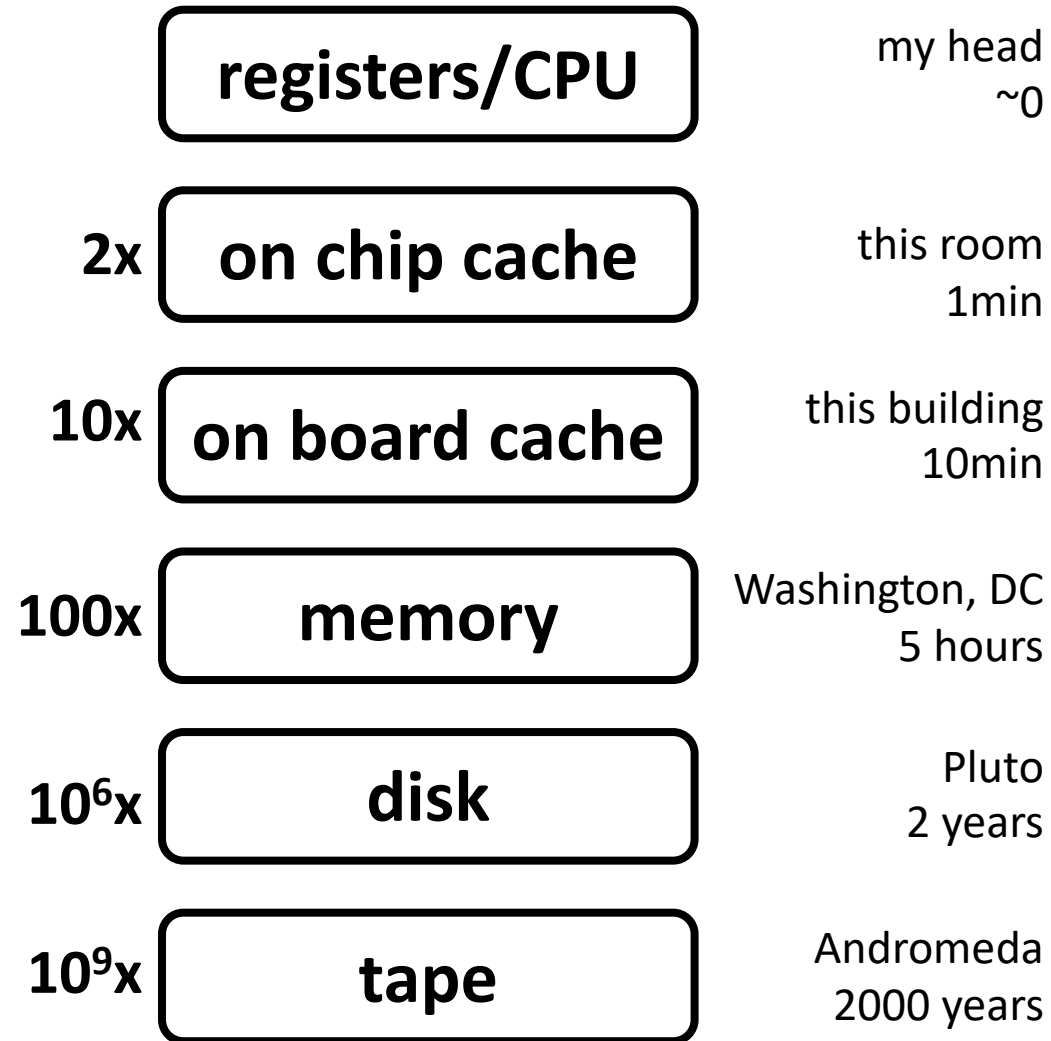 registers/CPU
my head
~0
2x
on chip cache
this room
1min
10x
on board cache
this building
10min
100x
memory
Washington, DC
5 hours
10⁶x
disk
Pluto
2 years
10⁹x
tape
Andromeda
2000 years